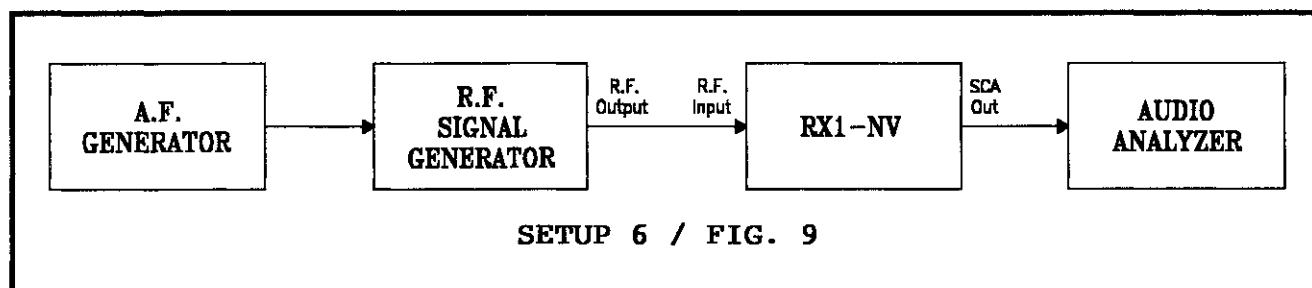 A.F.
GENERATOR
R.F.
SIGNAL
GENERATOR
R.F.
Output
R.F.
Input
RX1-NV
SCA
Out
AUDIO
ANALYZER
SETUP 6 / FIG. 9